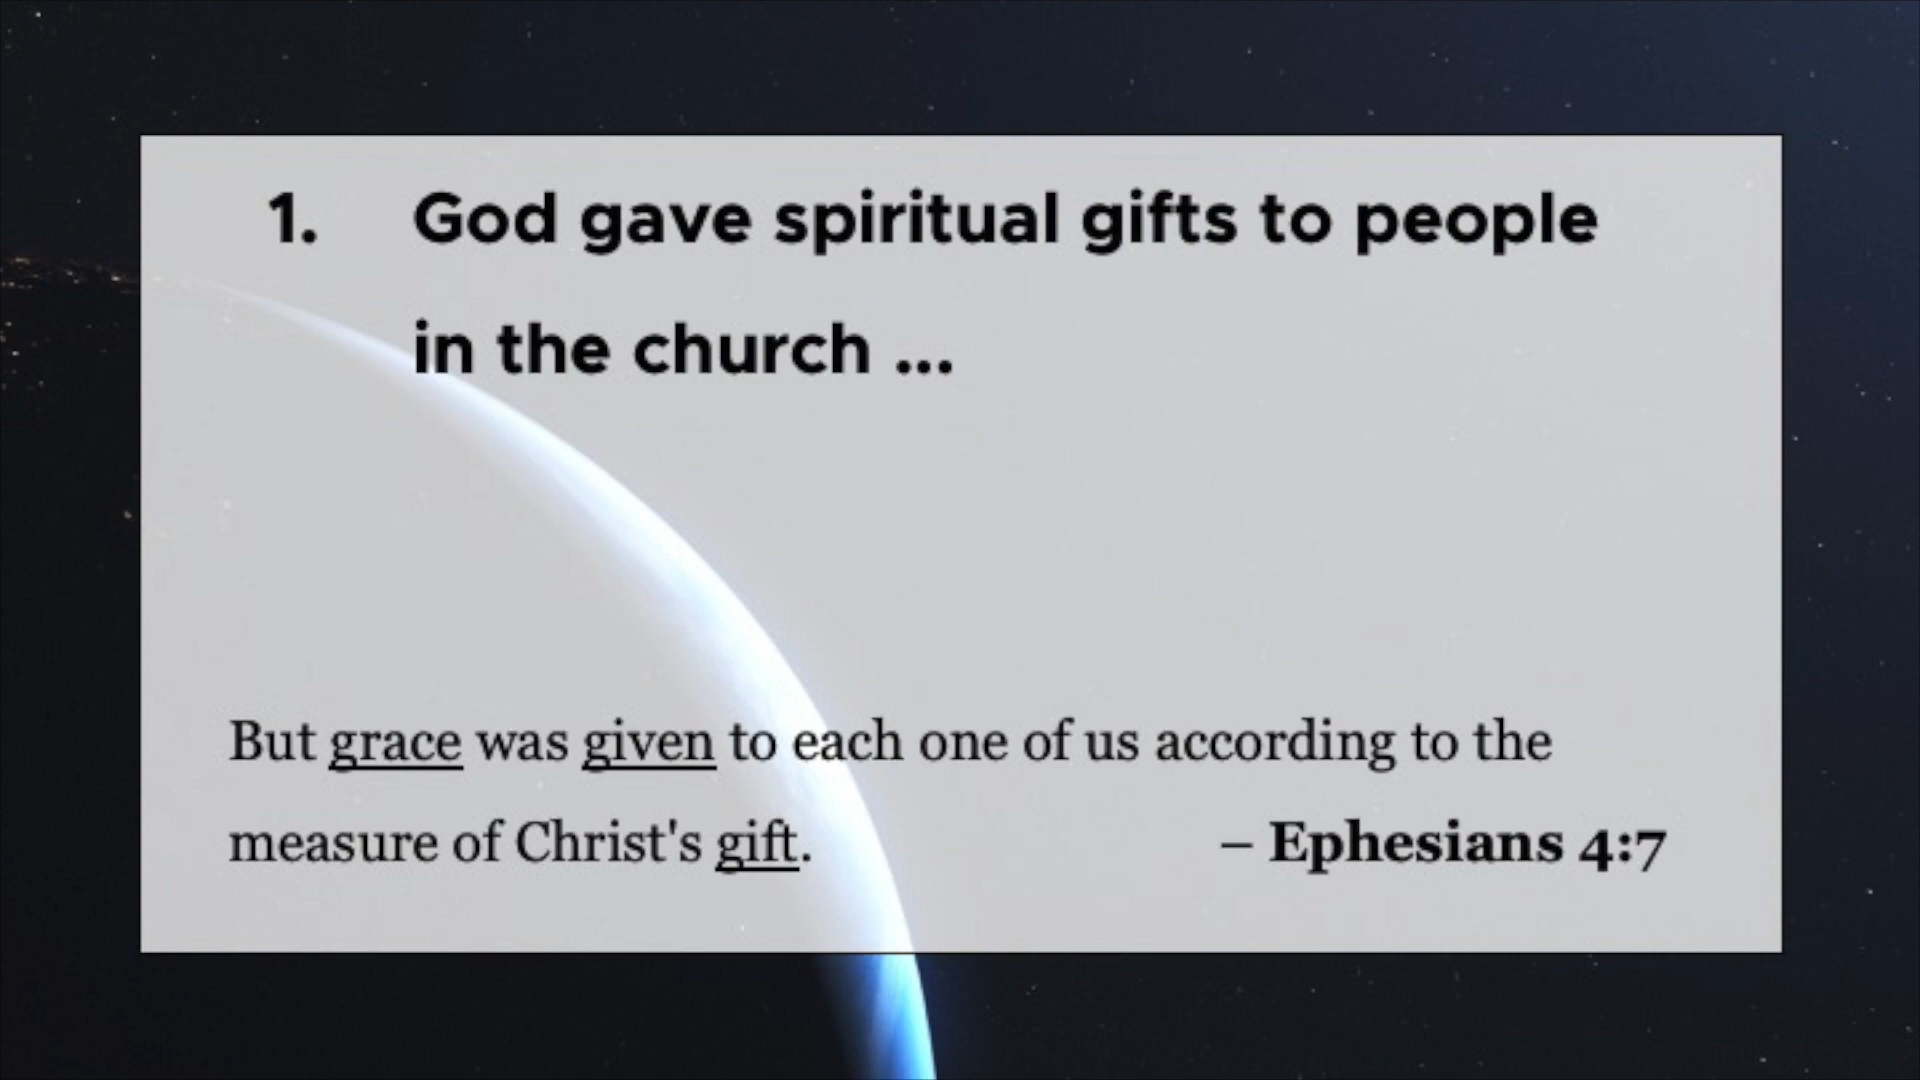 1. God gave spiritual gifts to people
in the church ...
But grace was given to each one of us according to the
measure of Christ's gift. – Ephesians 4:7